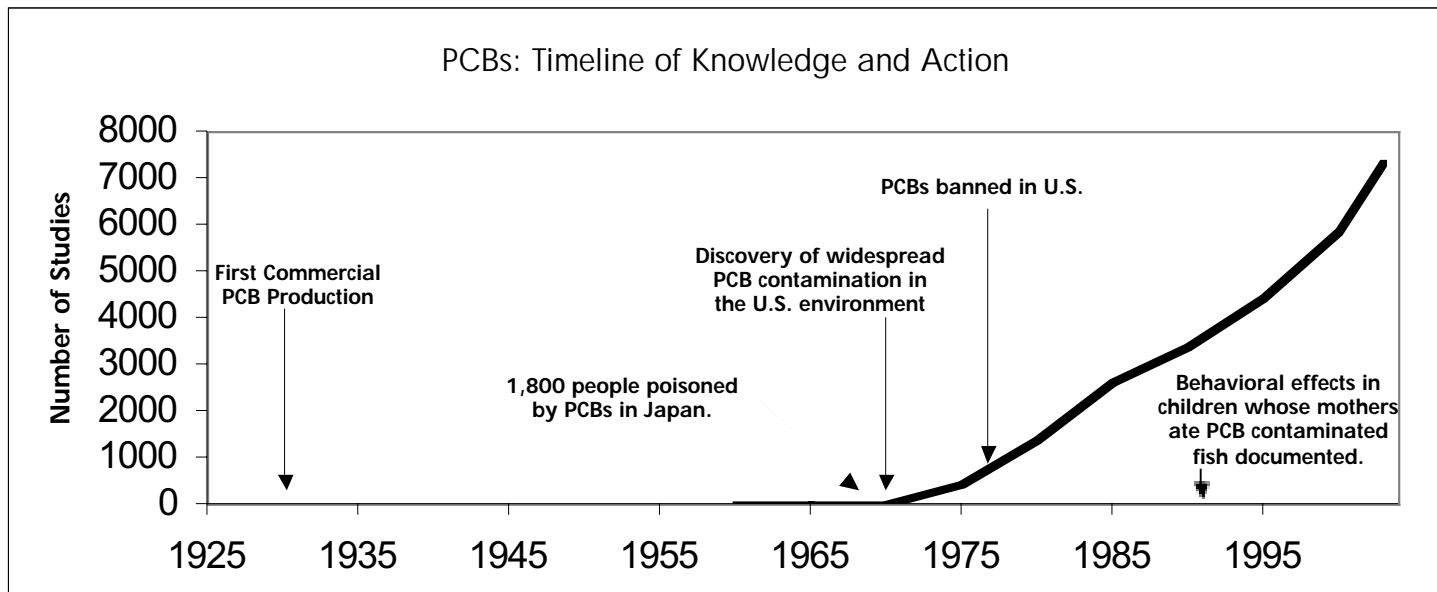 PCBs: Timeline of Knowledge and Action
8000
7000
6000
5000
4000
3000
2000
1000
0
Number of Studies
First Commercial
PCB Production
1,800 people poisoned
by PCBs in Japan.
Discovery of widespread
PCB contamination in
the U.S. environment
PCBs banned in U.S.
Behavioral effects in
children whose mothers
ate PCB contaminated
fish documented.
1925 1935 1945 1955 1965 1975 1985 1995